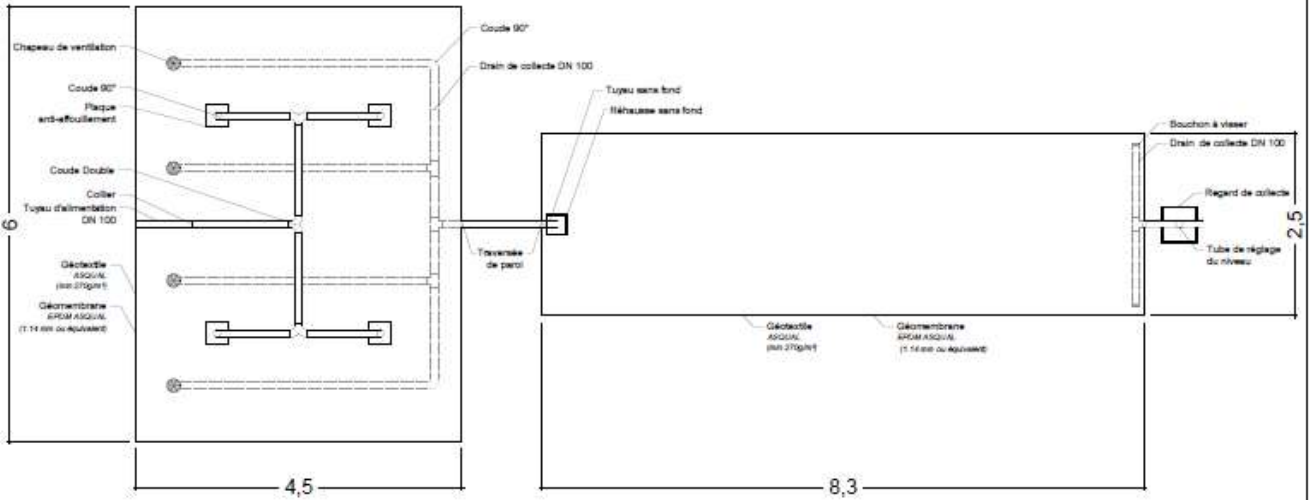 Chapeau de ventilation
Coude 90°
Plaque
anti-affouillement
Coude Double
Collier
Tuyau d'alimentation
DN 100
Géotextile
ASQUAL
(min 270g/m²)
Géomembrane
EPDM ASQUAL
(1.14 mm ou équivalent)
6
4,5
Coude 90°
Drain de collecte DN 100
Tuyau sans fond
Réhausse sans fond
Traversée
de paroi
Géotextile
ASQUAL
(min 270g/m²)
Géomembrane
EPDM ASQUAL
(1.14 mm ou équivalent)
8,3
Bouchon à visser
Drain de collecte DN 100
Regard de collecte
Tube de réglage
du niveau
2,5